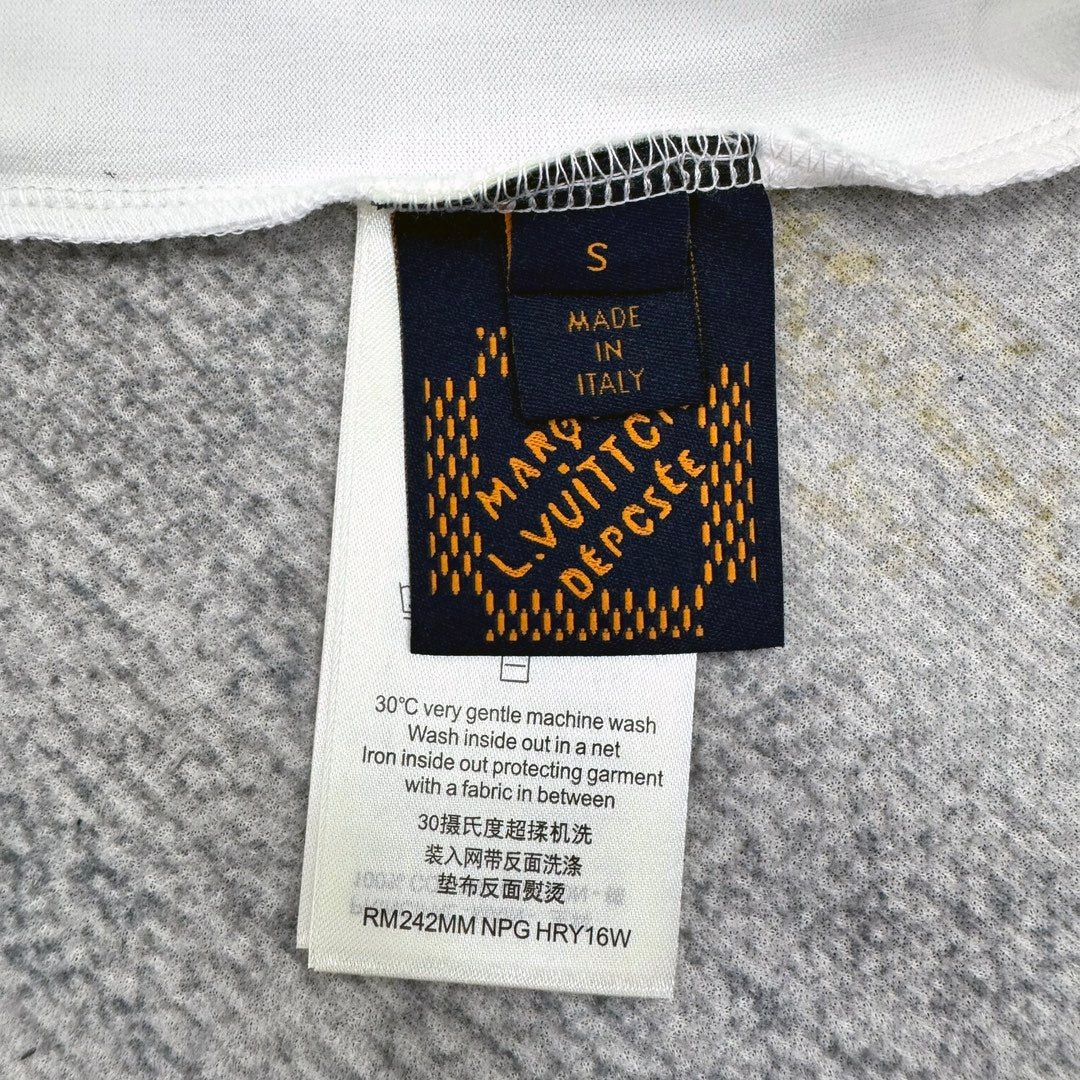 S
MADE
IN
ITALY
MARQ
L.VUITTON
DÉPOSÉE
30℃ very gentle machine wash
Wash inside out in a net
Iron inside out protecting garment
with a fabric in between
30摄氏度超揉机洗
装入网带反面洗涤
垫布反面熨烫
RM242MM NPG HRY16W